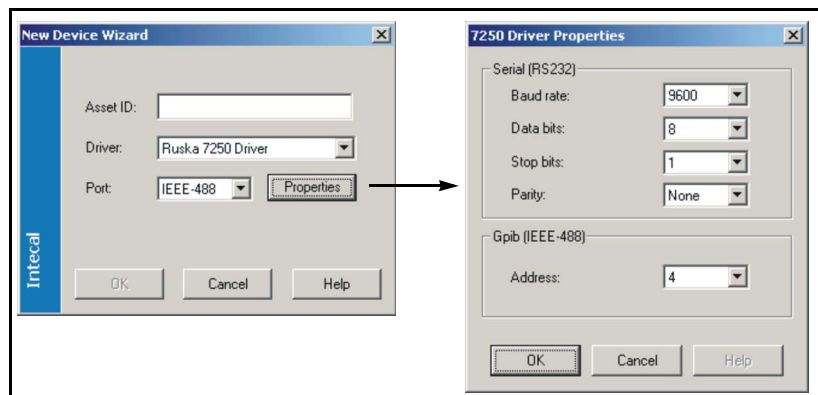 New Device Wizard
Asset ID:
Driver: Ruska 7250 Driver
Port: IEEE-488 Properties
Intecal
OK Cancel Help
7250 Driver Properties
Serial (RS232)
Baud rate: 9600
Data bits: 8
Stop bits: 1
Parity: None
Gpib (IEEE-488)
Address: 4
OK Cancel Help